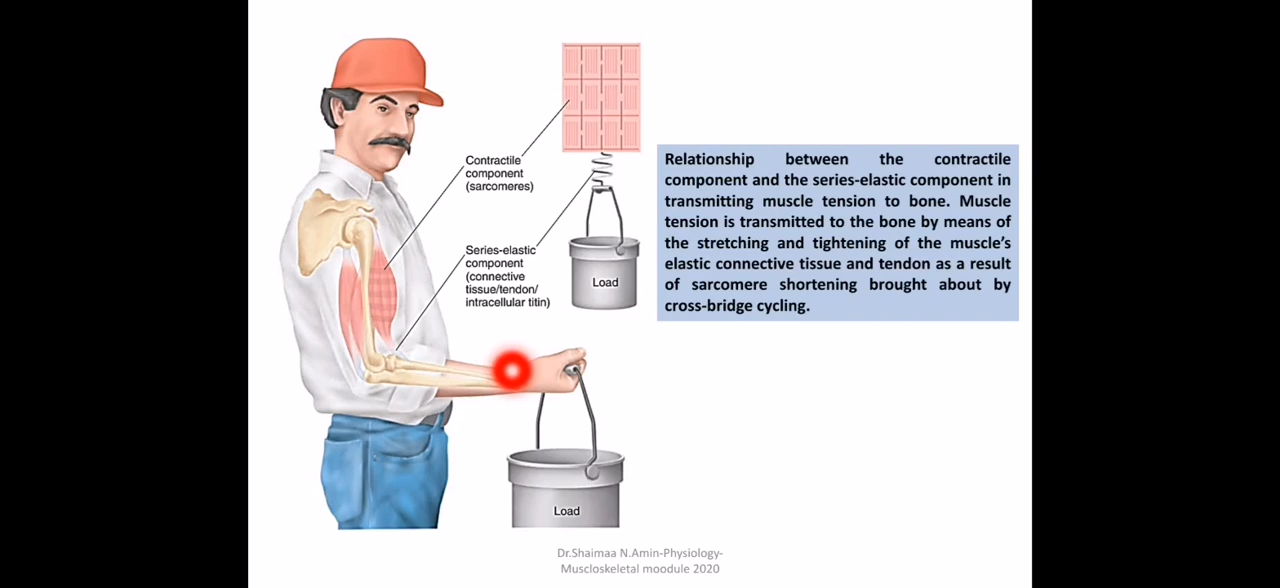 Contractile
component
(sarcomeres)
Series-elastic
component
(connective
tissue/tendon/
intracellular titin)
Load
Load
Relationship between the contractile
component and the series-elastic component in
transmitting muscle tension to bone. Muscle
tension is transmitted to the bone by means of
the stretching and tightening of the muscle’s
elastic connective tissue and tendon as a result
of sarcomere shortening brought about by
cross-bridge cycling.
Dr.Shaimaa N.Amin-Physiology-
Muscloskeletal moodule 2020